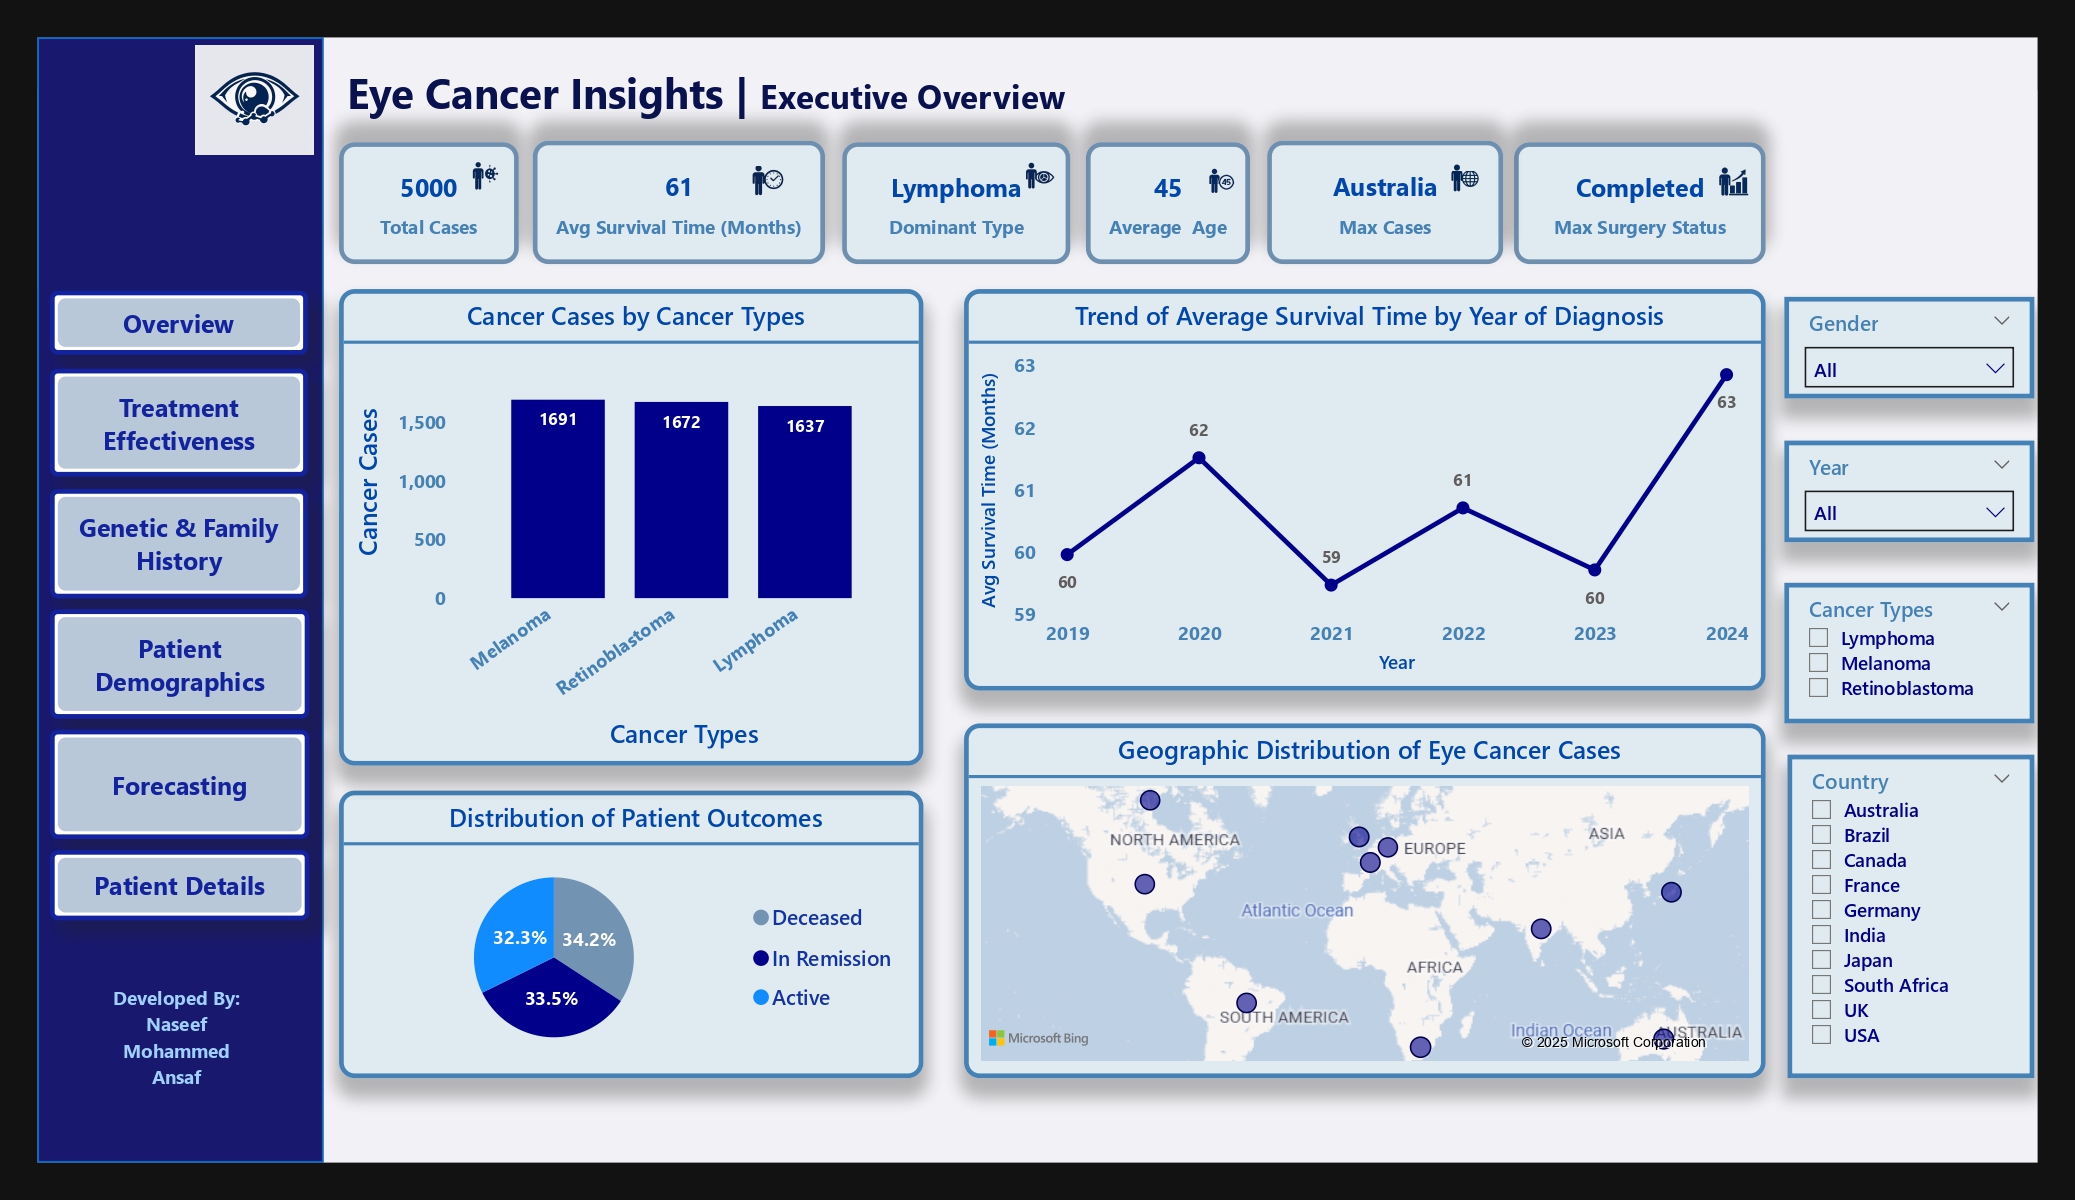 Eye Cancer Insights | Executive Overview
5000
Total Cases
61
Avg Survival Time (Months)
Lymphoma
Dominant Type
45
45
Average  Age
Australia
Max Cases
Completed
Max Surgery Status
Overview
Treatment
Effectiveness
Genetic & Family
History
Patient
Demographics
Forecasting
Patient Details
Developed By:
Naseef
Mohammed
Ansaf
Cancer Cases by Cancer Types
Cancer Cases
1,500
1,000
500
0
1691
1672
1637
Melanoma
Retinoblastoma
Lymphoma
Cancer Types
Distribution of Patient Outcomes
32.3%
34.2%
33.5%
Deceased
In Remission
Active
Trend of Average Survival Time by Year of Diagnosis
Avg Survival Time (Months)
63
62
61
60
59
60
62
59
61
60
63
2019
2020
2021
2022
2023
2024
Year
Geographic Distribution of Eye Cancer Cases
NORTH AMERICA
EUROPE
ASIA
Atlantic Ocean
AFRICA
SOUTH AMERICA
Indian Ocean
AUSTRALIA
Microsoft Bing
© 2025 Microsoft Corporation
Gender
All
Year
All
Cancer Types
Lymphoma
Melanoma
Retinoblastoma
Country
Australia
Brazil
Canada
France
Germany
India
Japan
South Africa
UK
USA